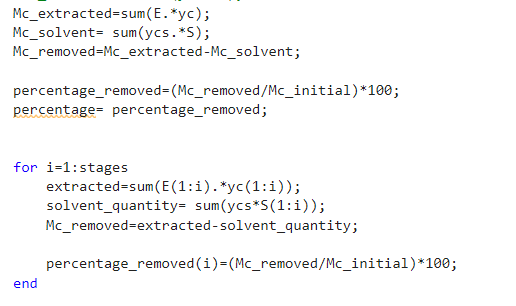 Mc_extracted=sum(E.*yc);
Mc_solvent= sum(ycs.*S);
Mc_removed=Mc_extracted-Mc_solvent;
percentage_removed=(Mc_removed/Mc_initial)*100;
percentage= percentage_removed;
for i=1:stages
extracted=sum(E(1:i).*yc(1:i));
solvent_quantity= sum(ycs*S(1:i));
Mc_removed=extracted-solvent_quantity;
percentage_removed(i)=(Mc_removed/Mc_initial)*100;
end